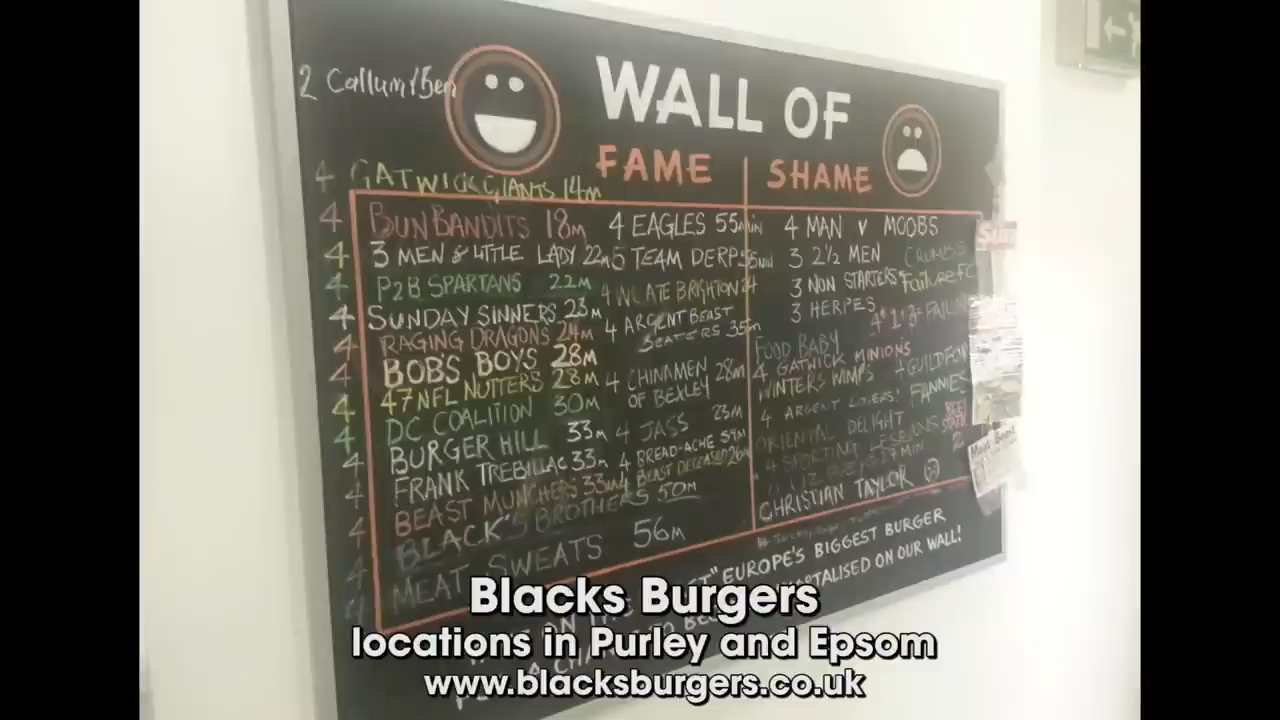 2 Callum/Ben
WALL OF
FAME
SHAME
4 GATWICK GIANTS 14m
4 BUN BANDITS 18M
4 3 MEN & LITTLE LADY 22m
4 P2B SPARTANS 22M
4 SUNDAY SINNERS 23M
4 RAGING DRAGONS 24M
4 BOB'S BOYS 28M
4 47 NFL NUTTERS 28M
4 DC COALITION 30M
4 BURGER HILL 33M
4 FRANK TREBILLAC 33M
4 BEAST MUNCHERS 33M
4 BLACK'S BROTHERS 50M
MEAT SWEATS 56M
4 EAGLES 55min
5 TEAM DERP 55min
4 WE ATE BRIGHTON
4 ARGENT BEAST
BEATERS 35m
4 CHINAMEN 28m
OF BEXLEY
4 JASS 23M
4 BREAD-ACHE 54M
4 BEAST DECEASED 26m
4 MAN V MOOBS
3 2½ MEN
3 NON STARTERS Failure FC
3 HERPES
FOOD BABY
4 GATWICK MINIONS
WINTERS WIMPS
FANNIES
4 ARGENT LOVERS'
ORIENTAL DELIGHT
4 SPORTING
CHRISTIAN TAYLOR
EUROPE'S BIGGEST BURGER
ON OUR WALL!
Blacks Burgers
locations in Purley and Epsom
www.blacksburgers.co.uk